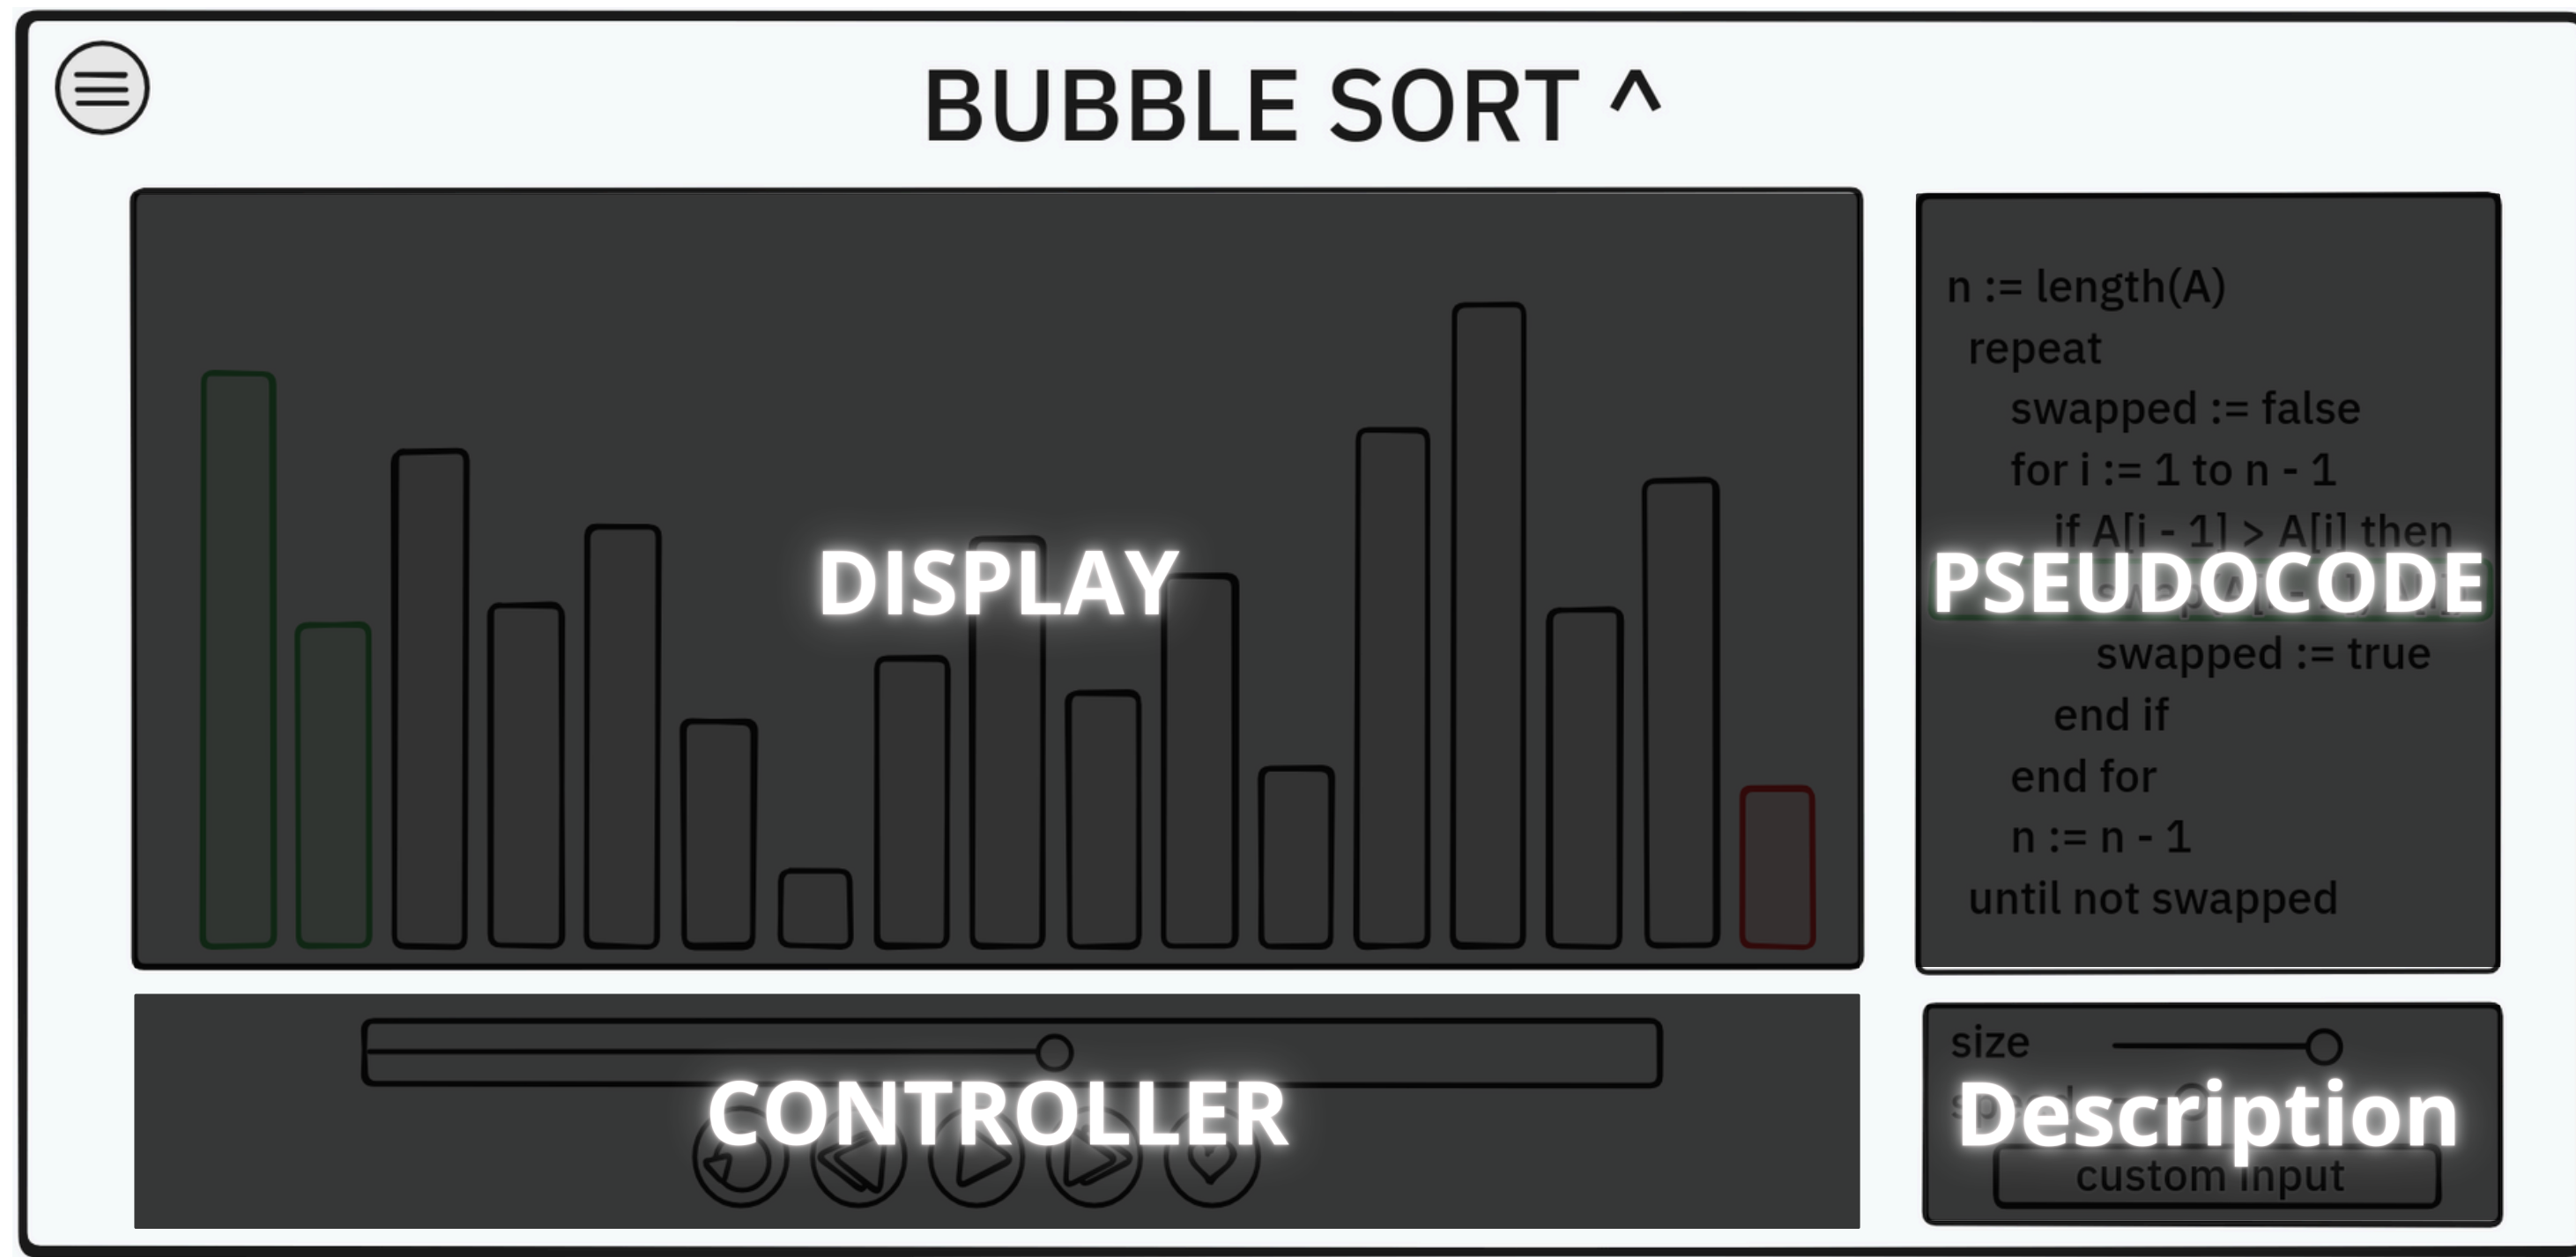 BUBBLE SORT ^
DISPLAY
n := length(A)
repeat
swapped := false
for i := 1 to n - 1
if A[i - 1] > A[i] then
PSEUDOCODE
swapped := true
end if
end for
n := n - 1
until not swapped
CONTROLLER
size
Description
custom input